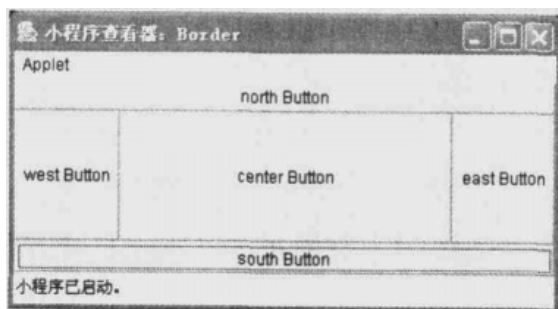 小程序查看器：Border
Applet
north Button
west Button center Button east Button
south Button
小程序已启动。